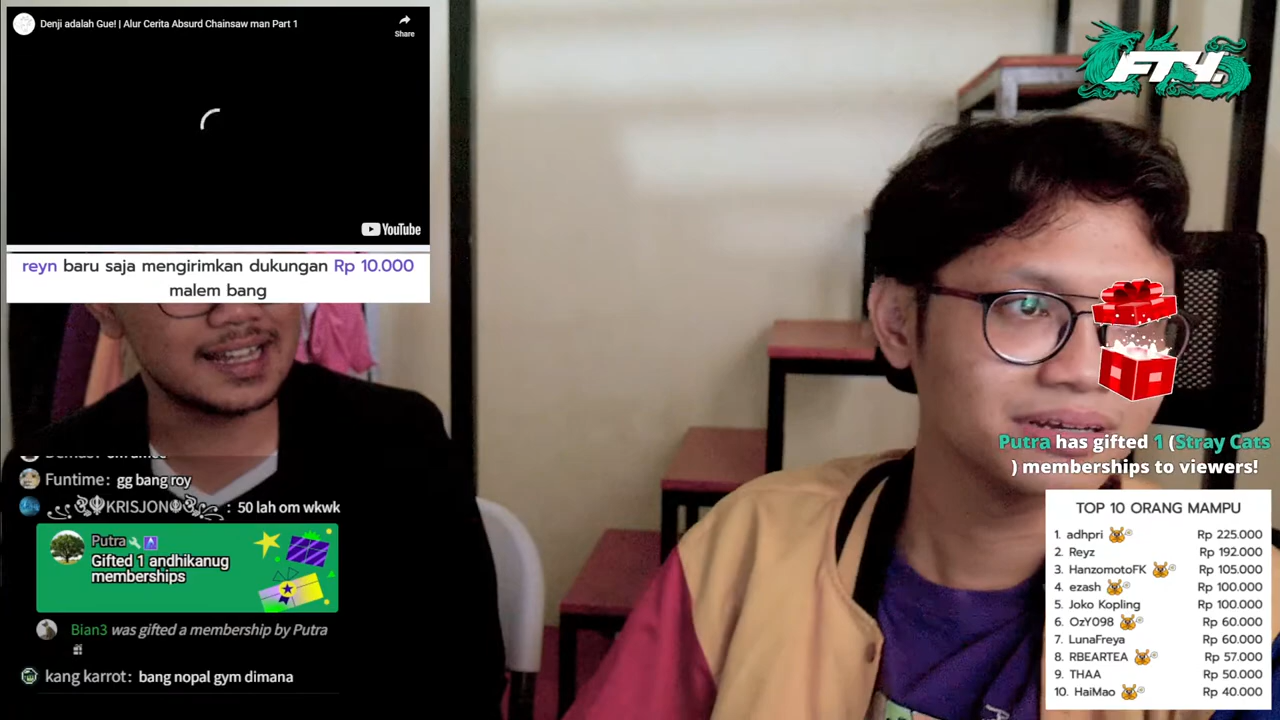 Denji adalah Gue! | Alur Cerita Absurd Chainsaw man Part 1
Share
YouTube
reyn baru saja mengirimkan dukungan Rp 10.000
malem bang
Funtime: gg bang roy
KRISJON : 50 lah om wkwk
Putra
Gifted 1 andhikanug
memberships
Bian3 was gifted a membership by Putra
kang karrot: bang nopal gym dimana
FTY.
Putra has gifted 1 (Stray Cats
) memberships to viewers!
TOP 10 ORANG MAMPU
1. adhpri Rp 225.000
2. Reyz Rp 192.000
3. HanzomotoFK Rp 105.000
4. ezash Rp 100.000
5. Joko Kopling Rp 100.000
6. OzY098 Rp 60.000
7. LunaFreya Rp 60.000
8. RBEARTEA Rp 57.000
9. THAA Rp 50.000
10. HaiMao Rp 40.000